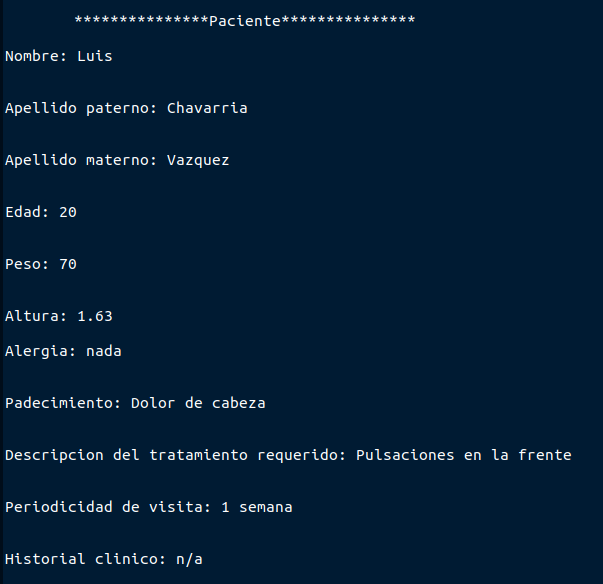 ***************Paciente***************
Nombre: Luis
Apellido paterno: Chavarria
Apellido materno: Vazquez
Edad: 20
Peso: 70
Altura: 1.63
Alergia: nada
Padecimiento: Dolor de cabeza
Descripcion del tratamiento requerido: Pulsaciones en la frente
Periodicidad de visita: 1 semana
Historial clinico: n/a